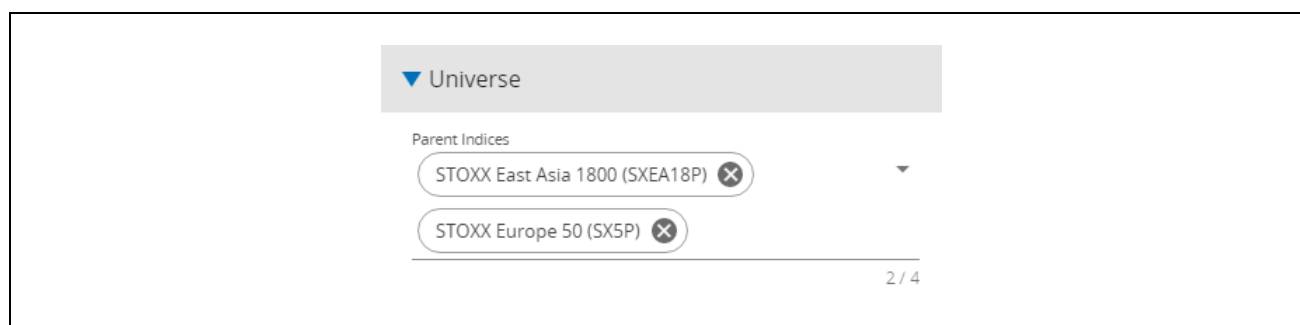 Universe
Parent Indices
STOXX East Asia 1800 (SXEA18P)
STOXX Europe 50 (SX5P)
2 / 4